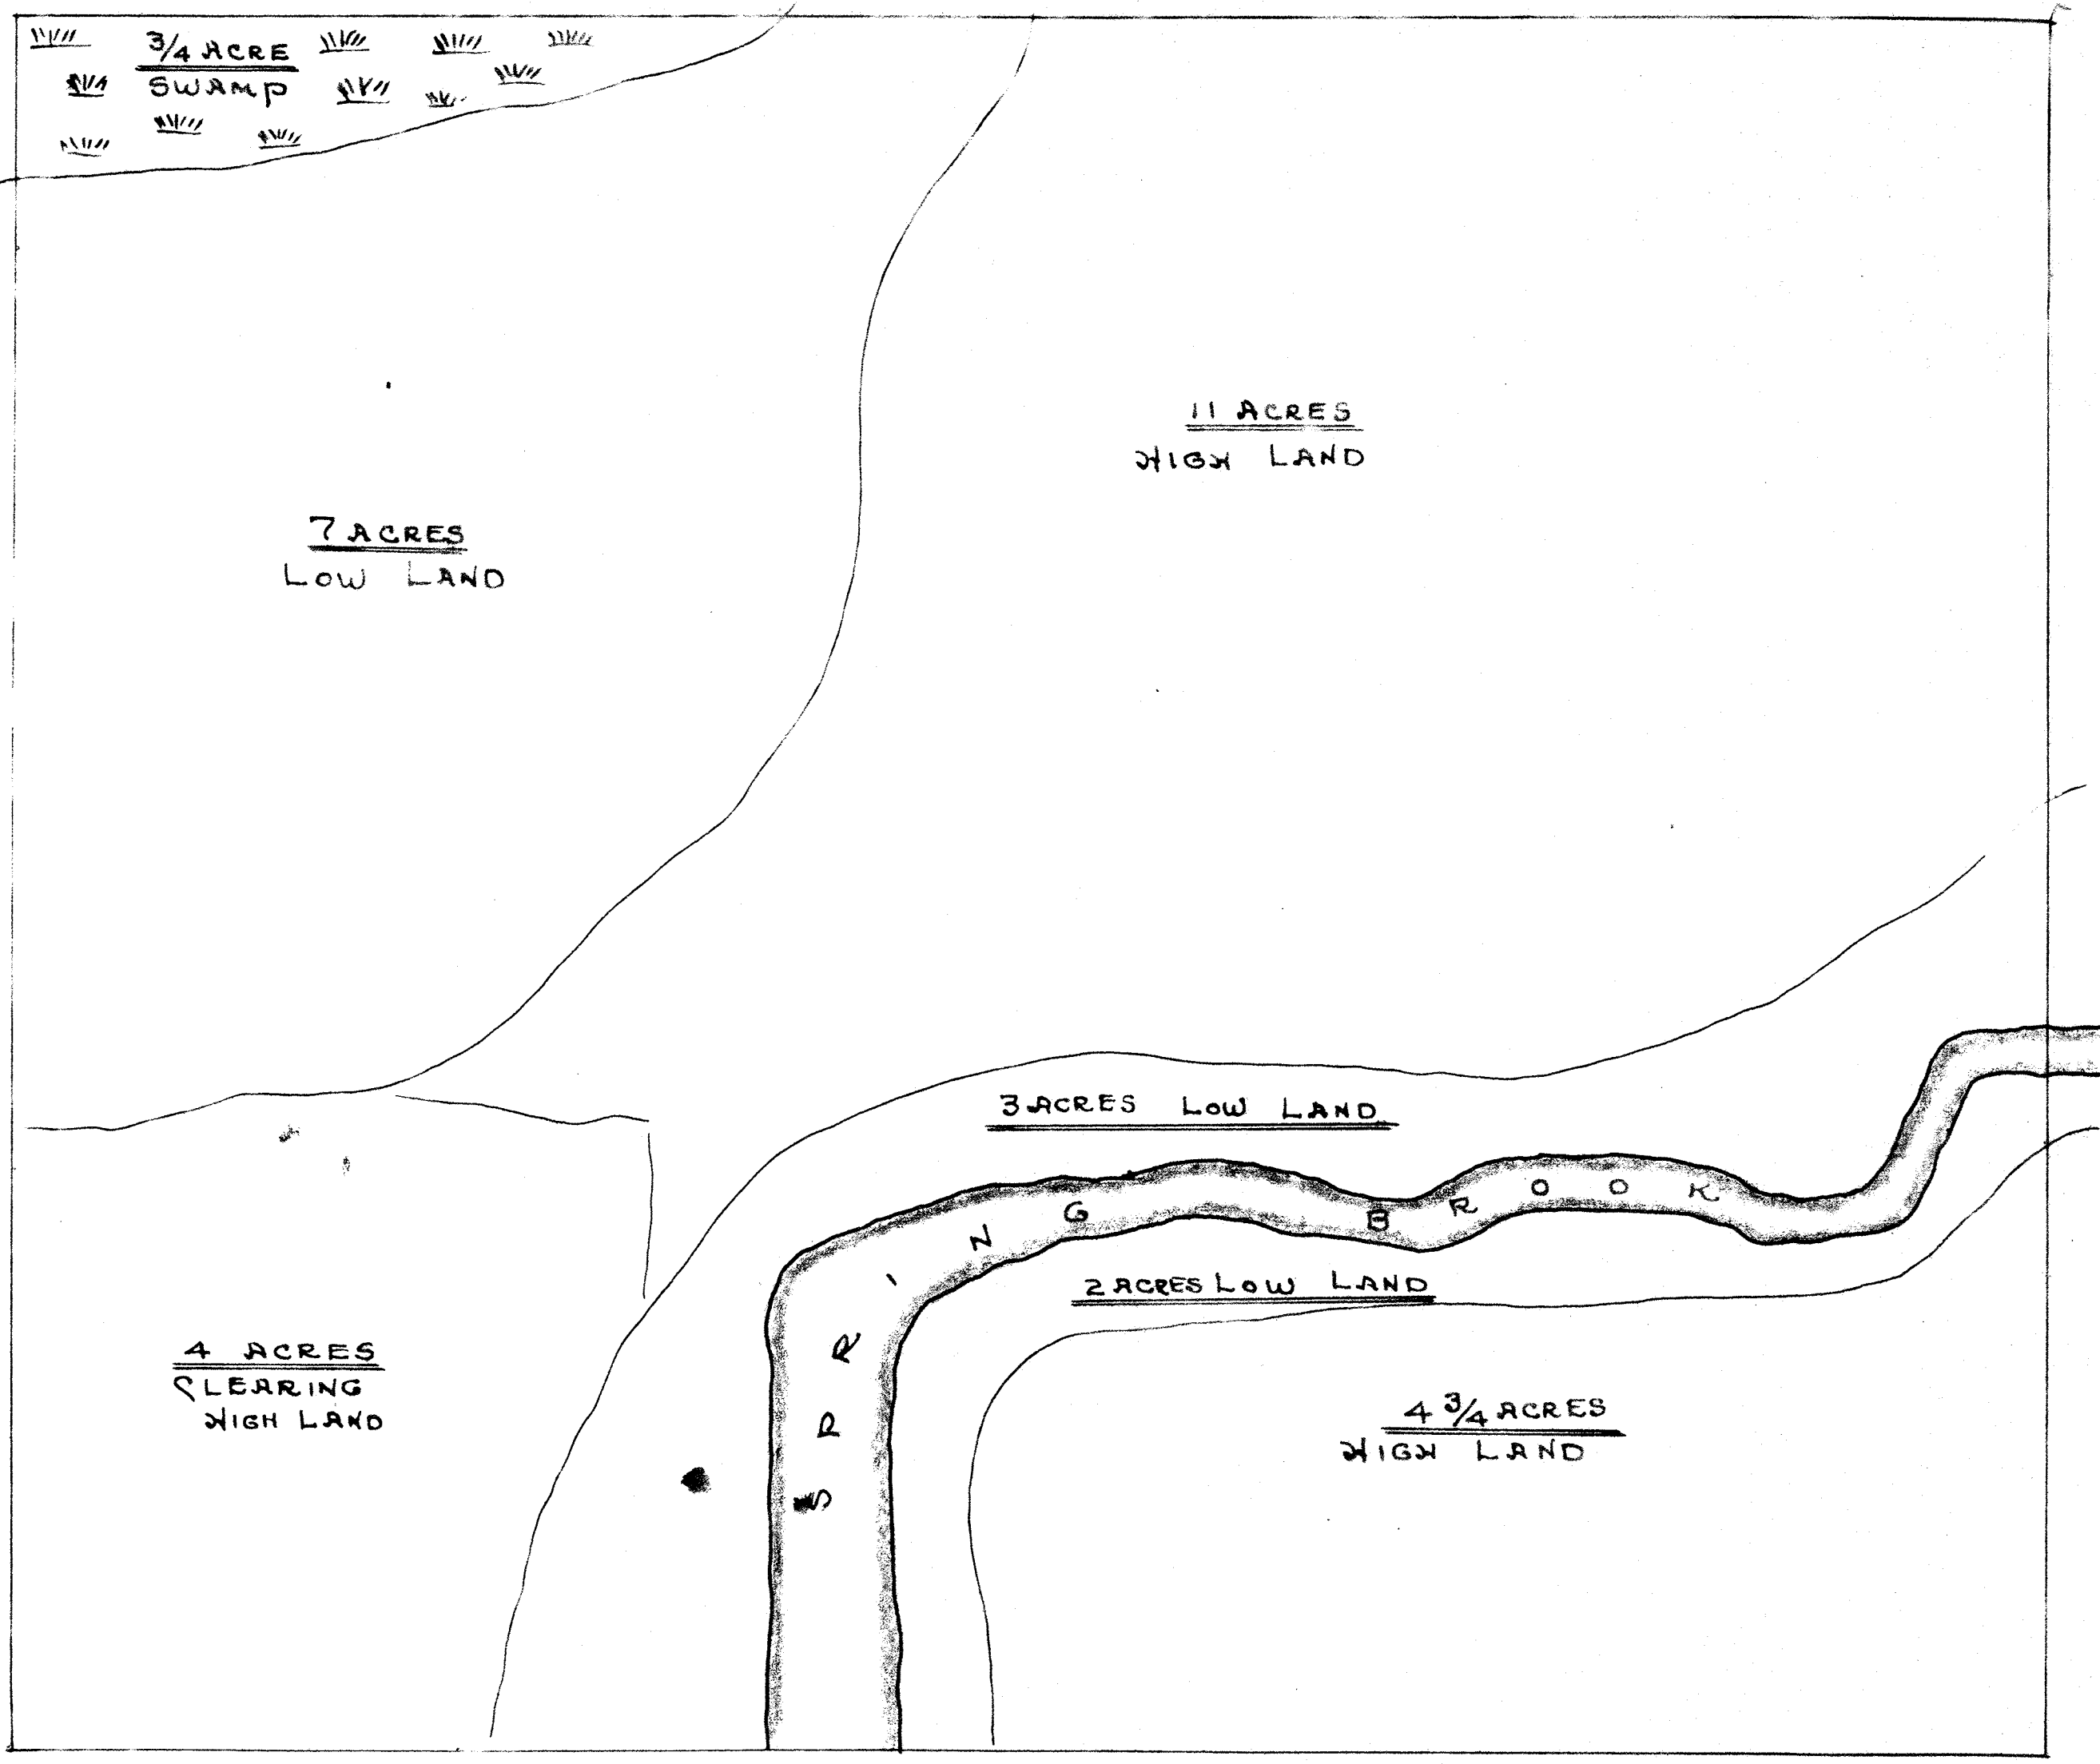 3/4 ACRE
SWAMP
11 ACRES
HIGH LAND
7 ACRES
LOW LAND
3 ACRES LOW LAND
SPRING BROOK
2 ACRES LOW LAND
4 ACRES
CLEARING
HIGH LAND
4 3/4 ACRES
HIGH LAND